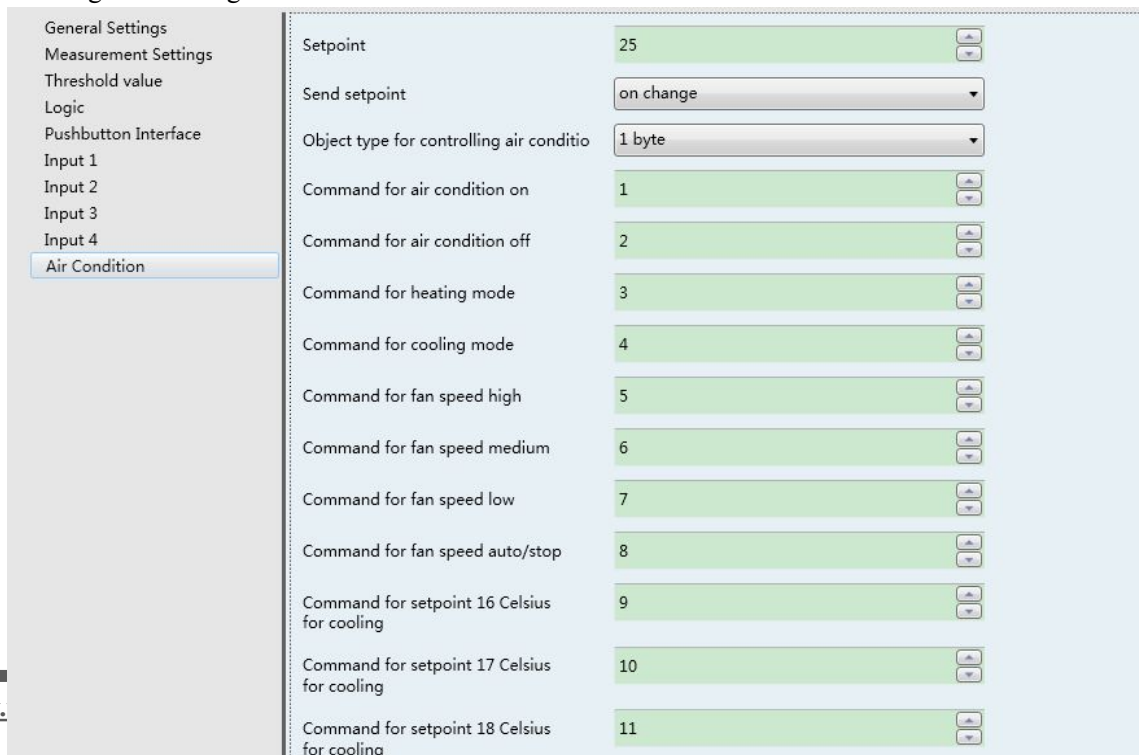 General Settings
Measurement Settings
Threshold value
Logic
Pushbutton Interface
Input 1
Input 2
Input 3
Input 4
Air Condition
Setpoint 25
Send setpoint on change
Object type for controlling air conditio 1 byte
Command for air condition on 1
Command for air condition off 2
Command for heating mode 3
Command for cooling mode 4
Command for fan speed high 5
Command for fan speed medium 6
Command for fan speed low 7
Command for fan speed auto/stop 8
Command for setpoint 16 Celsius 9
for cooling
Command for setpoint 17 Celsius 10
for cooling
Command for setpoint 18 Celsius 11
for cooling